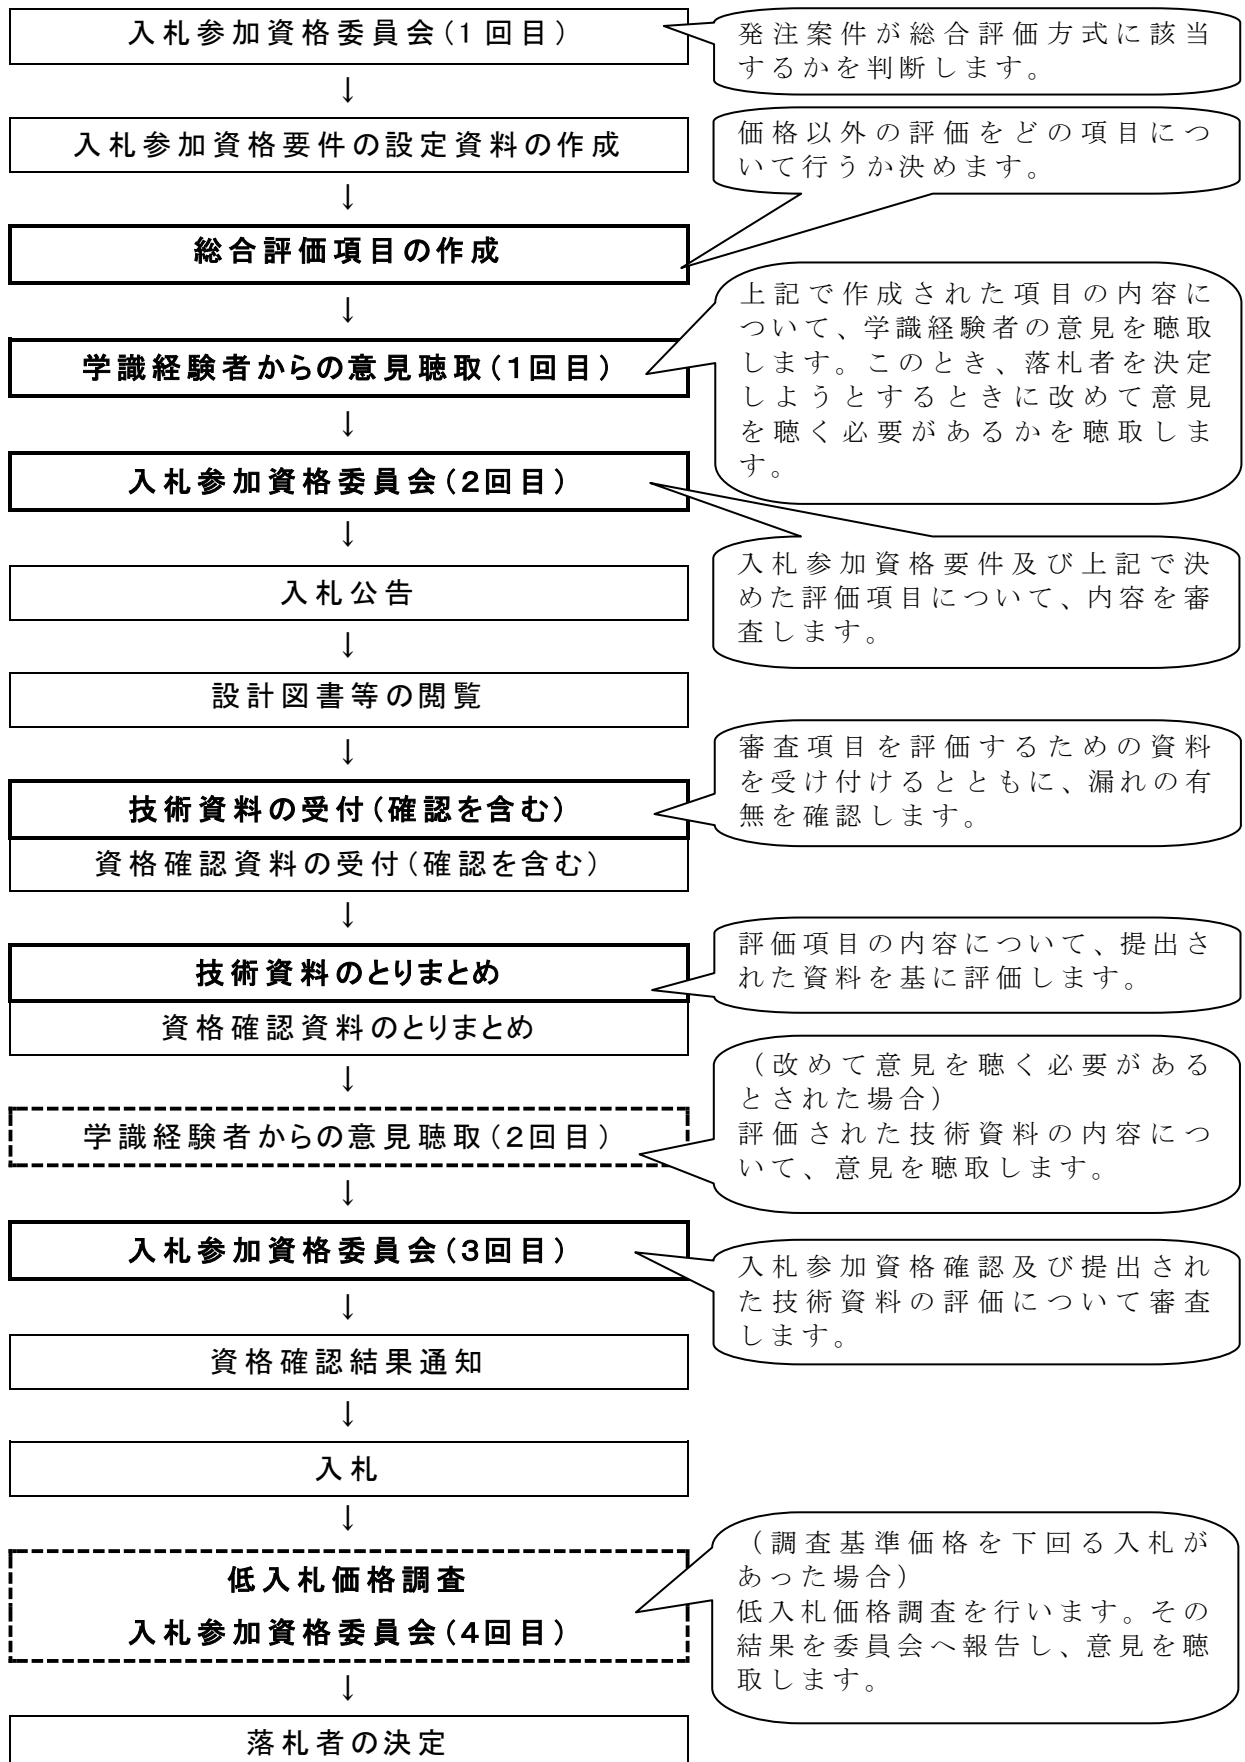 入札参加資格委員会(１回目)
発注案件が総合評価方式に該当
するかを判断します。
↓
入札参加資格要件の設定資料の作成
価格以外の評価をどの項目につ
いて行うか決めます。
↓
総合評価項目の作成
↓
上記で作成された項目の内容に
ついて、学識経験者の意見を聴取
します。このとき、落札者を決定
しようとするときに改めて意見
を聴く必要があるかを聴取しま
す。
学識経験者からの意見聴取(１回目)
↓
入札参加資格委員会(２回目)
↓
入札参加資格要件及び上記で決
めた評価項目について、内容を審
査します。
入札公告
↓
設計図書等の閲覧
↓
審査項目を評価するための資料
を受け付けるとともに、漏れの有
無を確認します。
技術資料の受付(確認を含む)
資格確認資料の受付(確認を含む)
↓
評価項目の内容について、提出さ
れた資料を基に評価します。
技術資料のとりまとめ
資格確認資料のとりまとめ
↓
（改めて意見を聴く必要がある
とされた場合）
評価された技術資料の内容につ
いて、意見を聴取します。
学識経験者からの意見聴取(２回目)
↓
入札参加資格委員会(３回目)
入札参加資格確認及び提出され
た技術資料の評価について審査
します。
↓
資格確認結果通知
↓
入札
↓
（調査基準価格を下回る入札が
あった場合）
低入札価格調査を行います。その
結果を委員会へ報告し、意見を聴
取します。
低入札価格調査
入札参加資格委員会(４回目)
↓
落札者の決定